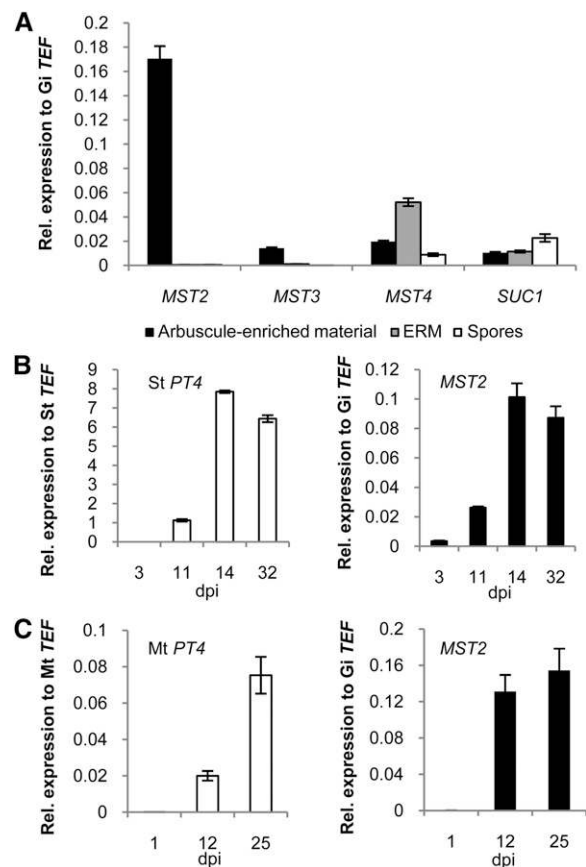 A
Rel. expression to Gi TEF
0.2
0.18
0.16
0.14
0.12
0.1
0.08
0.06
0.04
0.02
0
MST2 MST3 MST4 SUC1
Arbuscule-enriched material ERM Spores
B
Rel. expression to St TEF
9
8
7
6
5
4
3
2
1
0
St PT4
3 11 14 32
dpi
Rel. expression to Gi TEF
0.12
0.1
0.08
0.06
0.04
0.02
0
MST2
3 11 14 32
dpi
C
Rel. expression to Mt TEF
0.1
0.08
0.06
0.04
0.02
0
Mt PT4
1 12 25
dpi
Rel. expression to Gi TEF
0.2
0.16
0.12
0.08
0.04
0
MST2
1 12 25
dpi